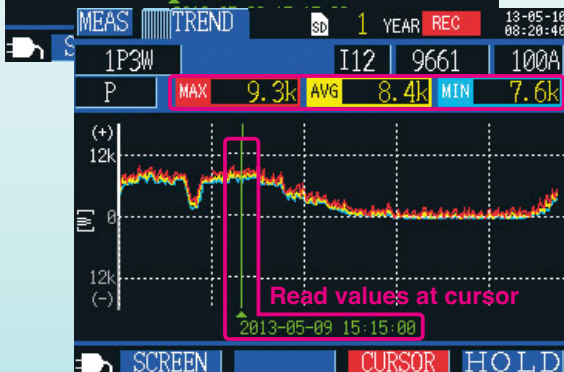 MEAS TREND SD 1 YEAR REC 13-05-10
08:20:40
1P3W I12 9661 100A
P MAX 9.3k AVG 8.4k MIN 7.6k
(+)
12k
[W] 0
12k
(-)
Read values at cursor
2013-05-09 15:15:00
SCREEN CURSOR HOLD